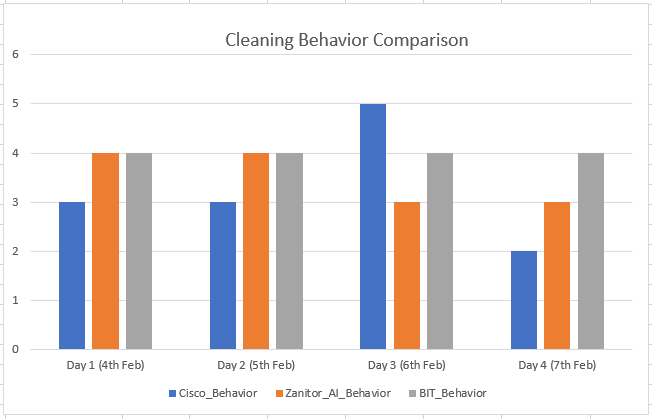 Cleaning Behavior Comparison
6
5
4
3
2
1
0
Day 1 (4th Feb) Day 2 (5th Feb) Day 3 (6th Feb) Day 4 (7th Feb)
Cisco_Behavior Zanitor_AI_Behavior BIT_Behavior